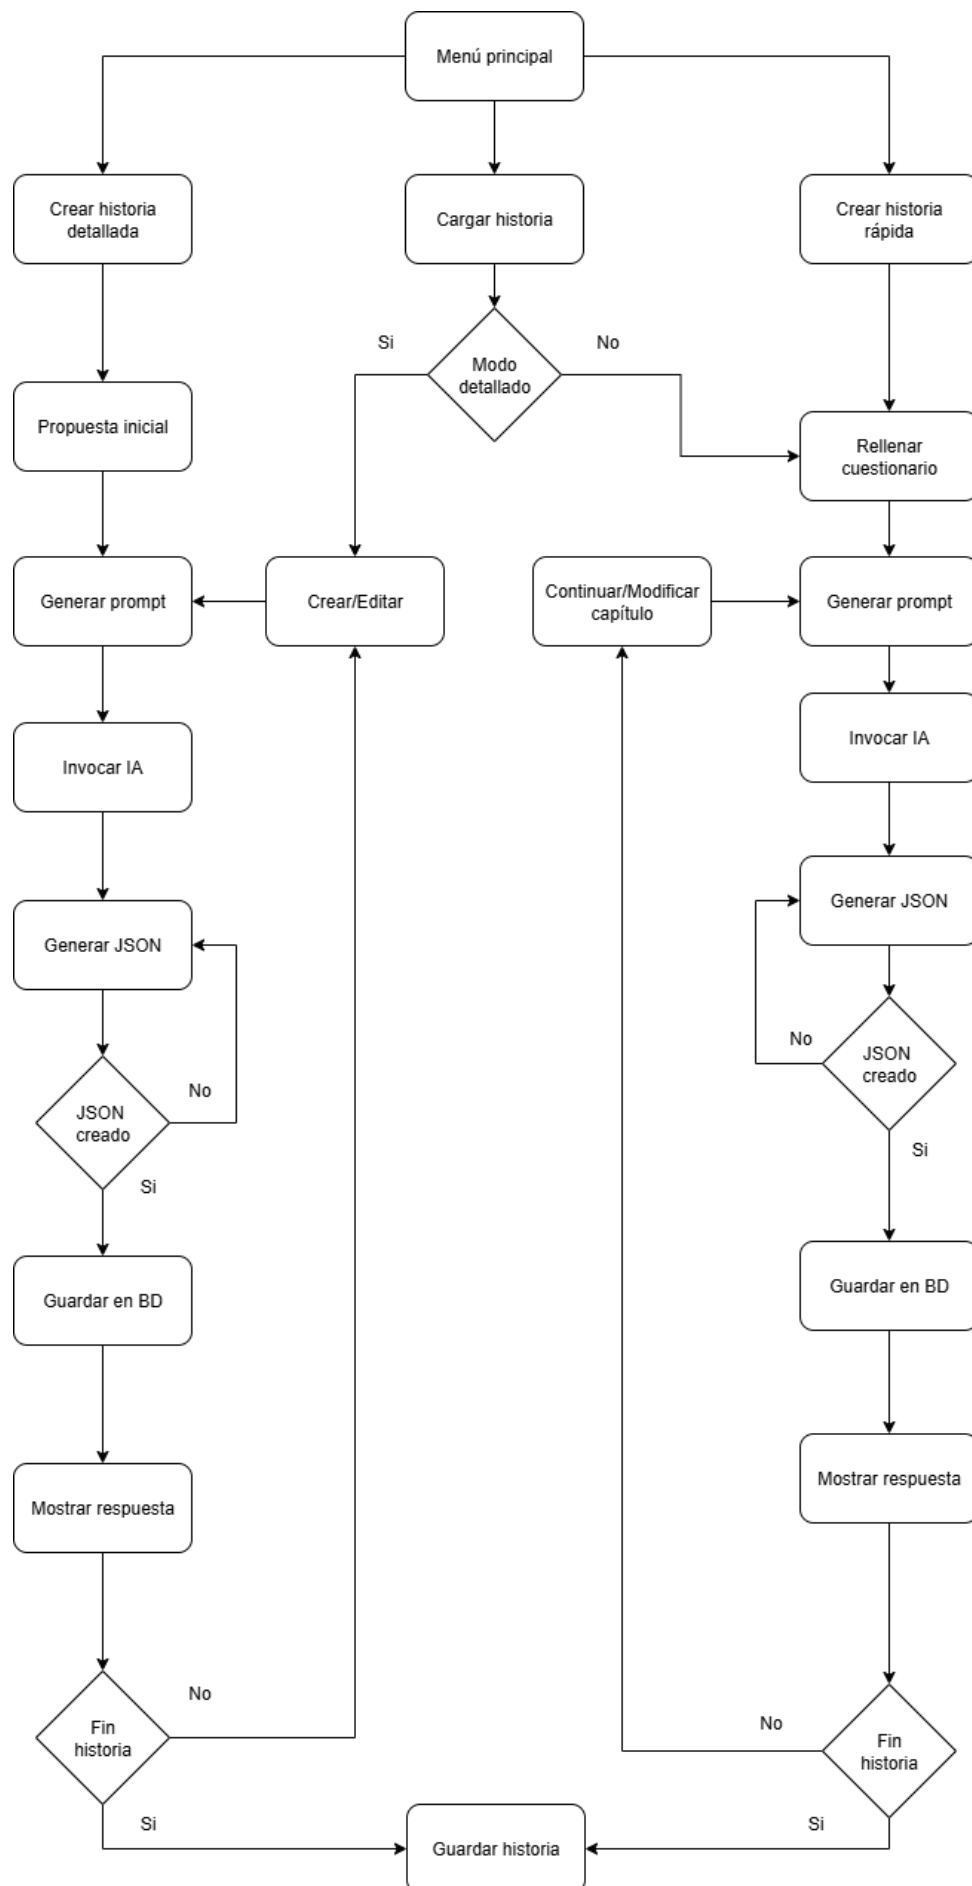 Menú principal
Crear historia
detallada
Cargar historia
Crear historia
rápida
Si
No
Modo
detallado
Propuesta inicial
Rellenar
cuestionario
Generar prompt
Crear/Editar
Continuar/Modificar
capítulo
Generar prompt
Invocar IA
Invocar IA
Generar JSON
Generar JSON
No
JSON
creado
No
JSON
creado
Si
Si
Guardar en BD
Guardar en BD
Mostrar respuesta
Mostrar respuesta
No
No
Fin
historia
Fin
historia
Si
Si
Guardar historia